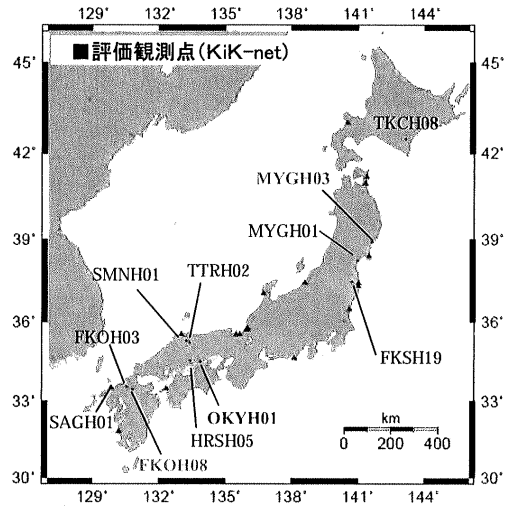 129° 132° 135° 138° 141° 144°
■評価観測点(KiK-net)
45° 45°
TKCH08
42° 42°
MYGH03
MYGH01
39° 39°
SMNH01 TTRH02
36° 36°
FKOH03
FKSH19
SAGH01 OKYH01
33° 33°
HRSH05
FKOH08
km
0 200 400
30° 30°
129° 132° 135° 138° 141° 144°